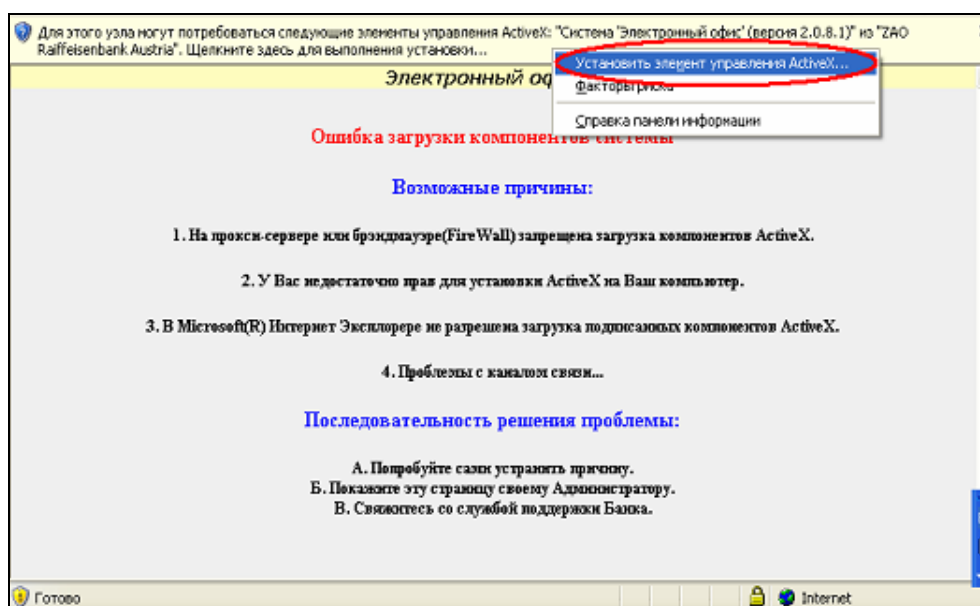 Для этого узла могут потребоваться следующие элементы управления ActiveX: "Система 'Электронный офис' (версия 2.0.8.1)" из "ZAO
Raiffeisenbank Austria". Щелкните здесь для выполнения установки...
Установить элемент управления ActiveX...
Электронный
Факторы риска
Справка панели информации
Ошибка загрузки компонентов системы
Возможные причины:
1. На прокси-сервере или брэндмауэре(FireWall) запрещена загрузка компонентов ActiveX.
2. У Вас недостаточно прав для установки ActiveX на Ваш компьютер.
3. В Microsoft(R) Интернет Эксплорере не разрешена загрузка подписанных компонентов ActiveX.
4. Проблемы с каналом связи...
Последовательность решения проблемы:
А. Попробуйте сами устранить причину.
Б. Покажите эту страницу своему Администратору.
В. Свяжитесь со службой поддержки Банка.
Готово
Internet